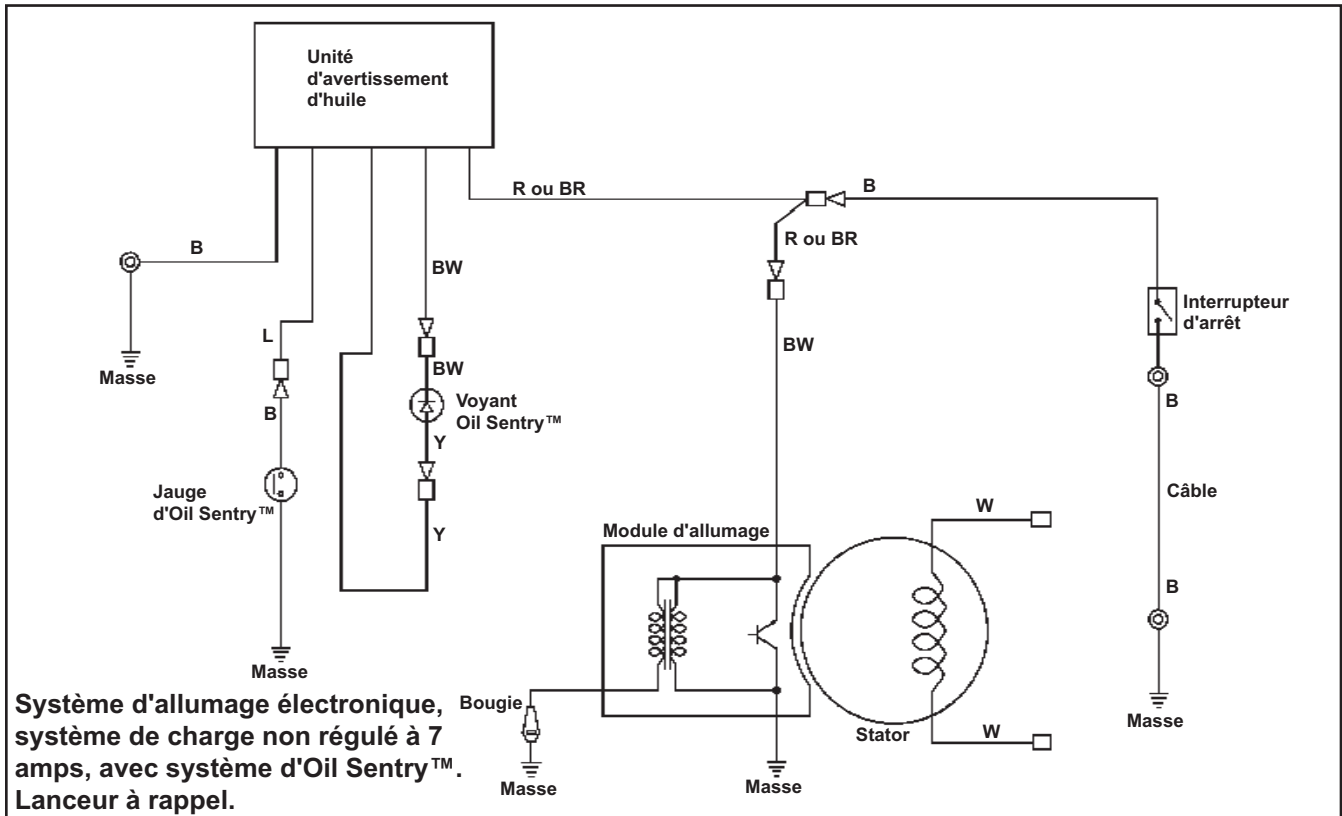 Unité
d'avertissement
d'huile
R ou BR
B
B
R ou BR
BW
Interrupteur
d'arrêt
L
Masse
BW
BW
B
Voyant
Oil Sentry™
B
Y
Câble
Jauge
d'Oil Sentry™
W
Module d'allumage
Y
B
Masse
Système d'allumage électronique,
système de charge non régulé à 7
amps, avec système d'Oil Sentry™.
Lanceur à rappel.
Bougie
Masse
Masse
Stator
W
Masse